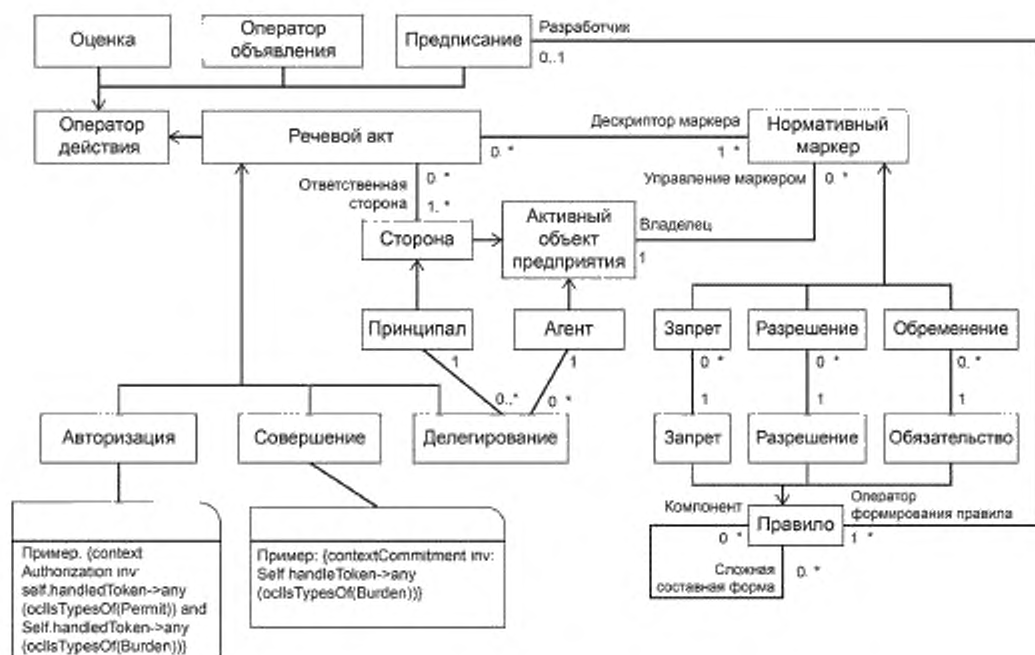 Оценка
Оператор
объявления
Предписание
Разработчик
0..1
Оператор
действия
Речевой акт
0. *
Дескриптор маркера
1 *
Нормативный
маркер
Ответственная
сторона
0. *
1. *
Управление маркером
0. *
Сторона
Активный
объект
предприятия
Владелец
1
Принципал
Агент
Запрет
Разрешение
Обременение
1
1
0 *
0 *
0. *
0..*
0 *
1
1
1
Авторизация
Совершение
Делегирование
Запрет
Разрешение
Обязательство
Компонент
Оператор
формирования правила
0 *
Правило
1 *
Сложная
составная форма
0. *
Пример. {context
Authorization inv:
self.handledToken->any
(oclIsTypesOf(Permit)) and
Self.handledToken->any
(oclIsTypesOf(Burden))}
Пример: {contextCommitment inv:
Self handleToken->any
(oclIsTypesOf(Burden))}